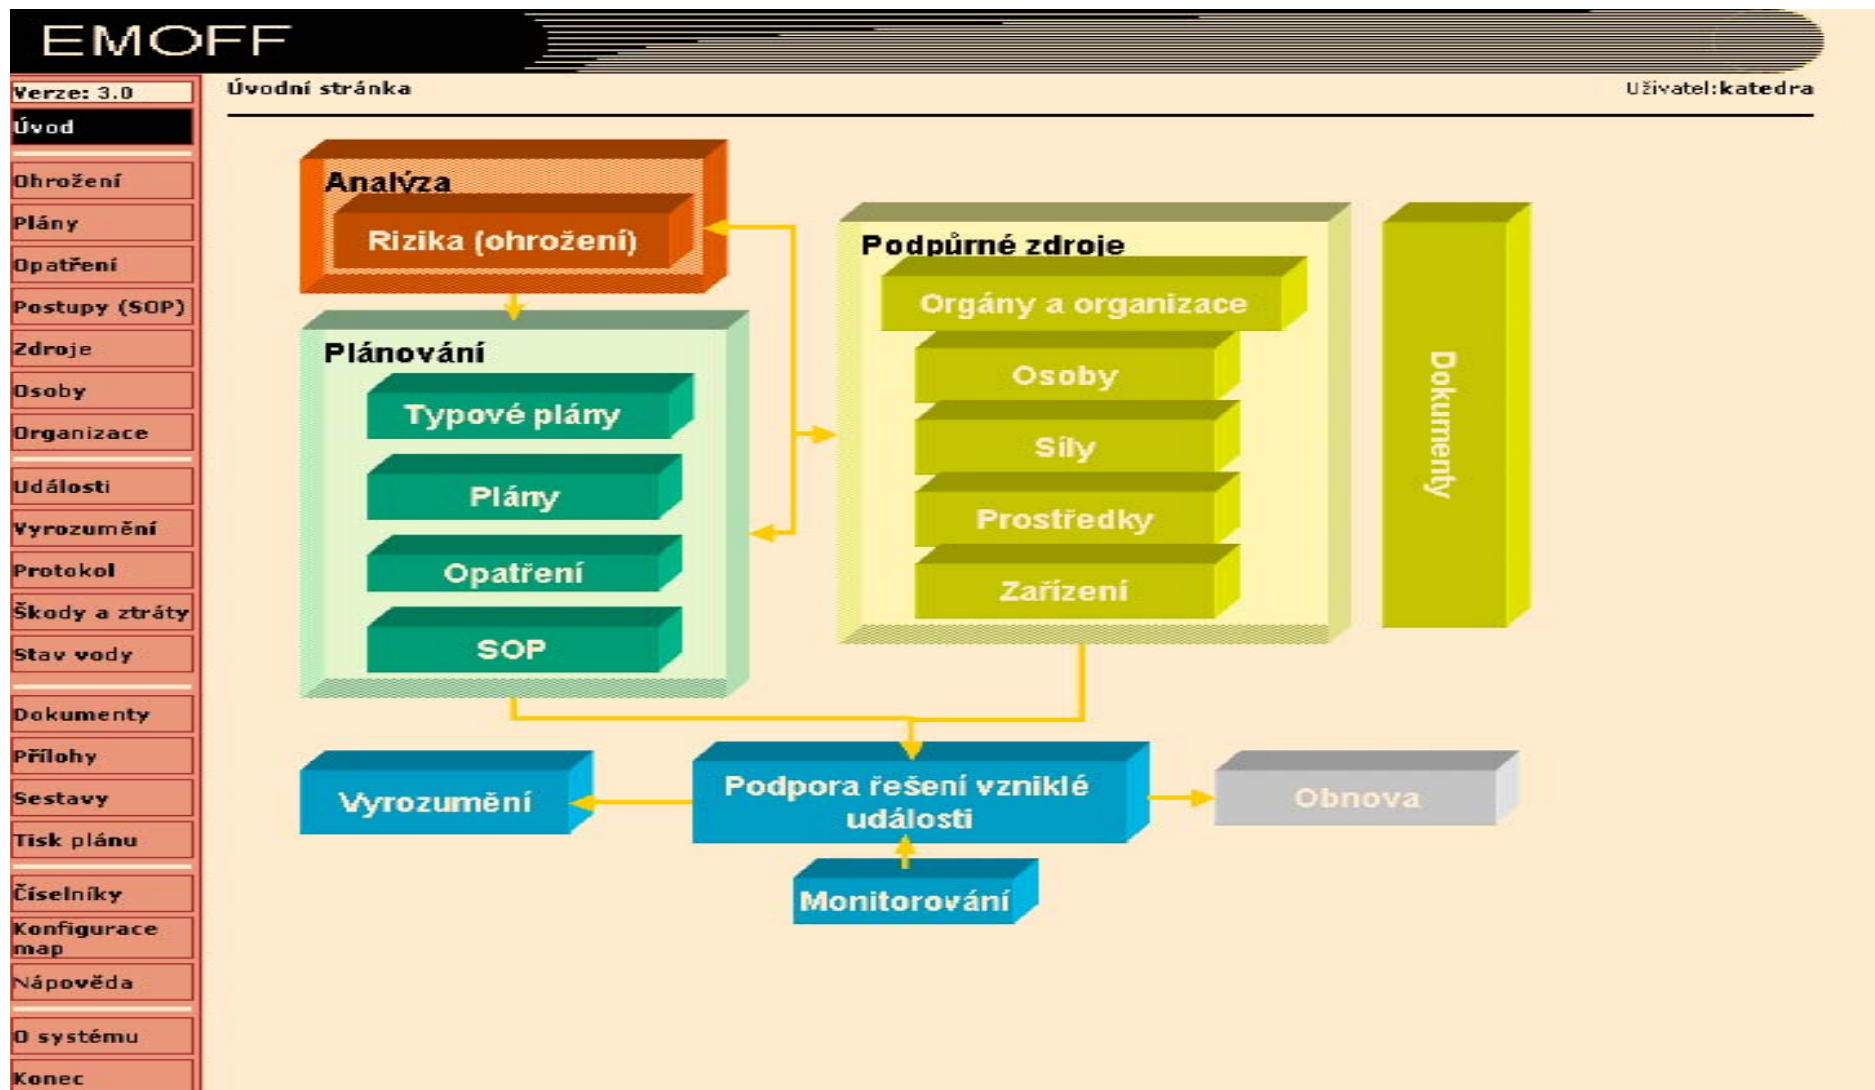 EMOFF
Verze: 3.0
Úvod
Ohrožení
Plány
Opatření
Postupy (SOP)
Zdroje
Osoby
Organizace
Události
Vyrozumění
Protokol
Škody a ztráty
Stav vody
Dokumenty
Přílohy
Sestavy
Tisk plánu
Číselníky
Konfigurace
map
Nápověda
O systému
Konec
Úvodní stránka
Uživatel:katedra
Analýza
Rizika (ohrožení)
Plánování
Typové plány
Plány
Opatření
SOP
Podpůrné zdroje
Orgány a organizace
Osoby
Síly
Prostředky
Zařízení
Dokumenty
Vyrozumění
Podpora řešení vzniklé
události
Obnova
Monitorování